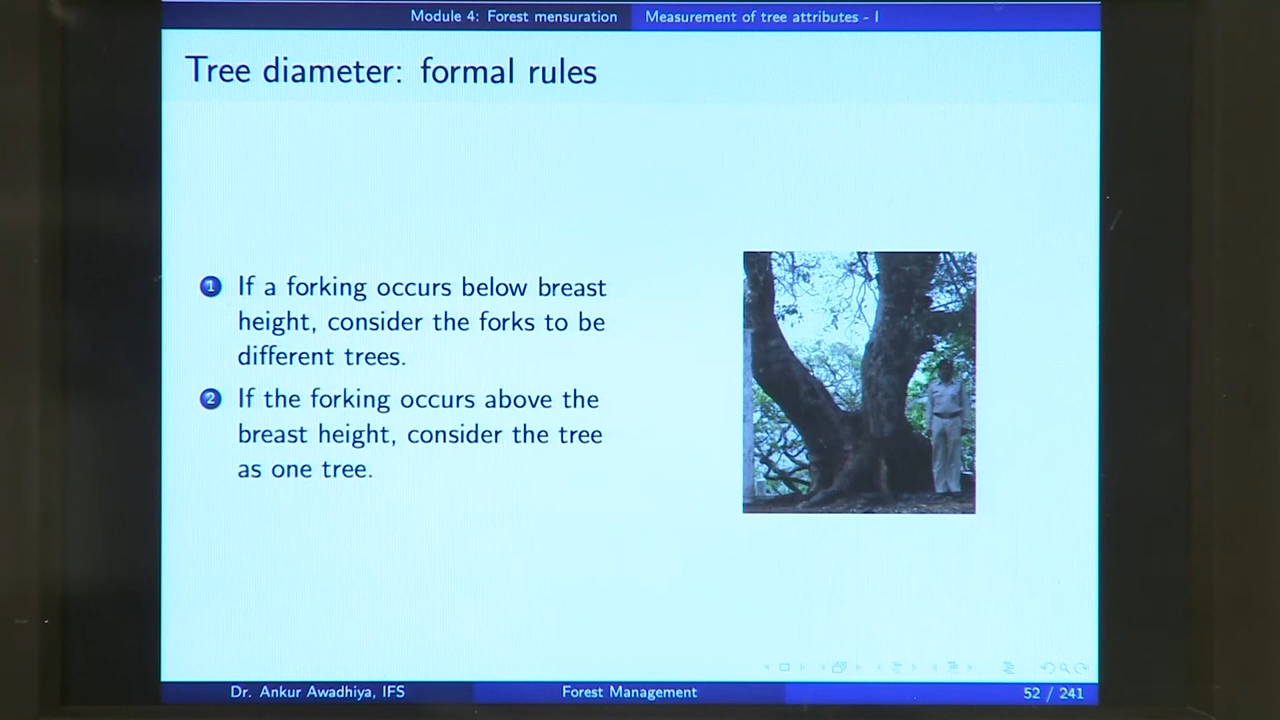 Module 4: Forest mensuration
Measurement of tree attributes - I
Tree diameter: formal rules
1 If a forking occurs below breast
height, consider the forks to be
different trees.
2 If the forking occurs above the
breast height, consider the tree
as one tree.
Dr. Ankur Awadhiya, IFS
Forest Management
52 / 241